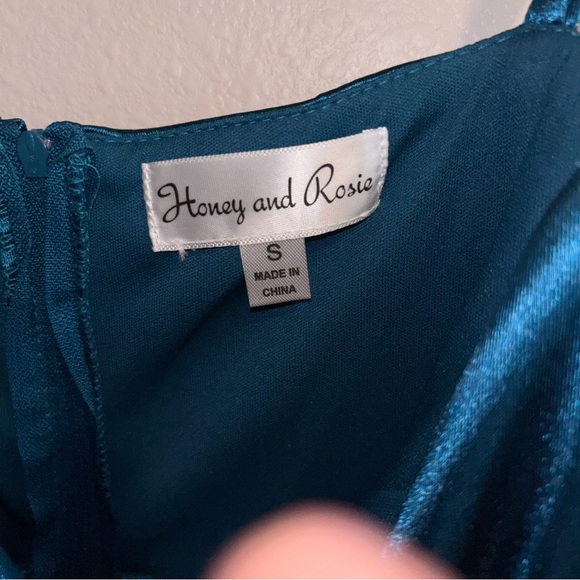 Honey and Rosie
S
MADE IN
CHINA